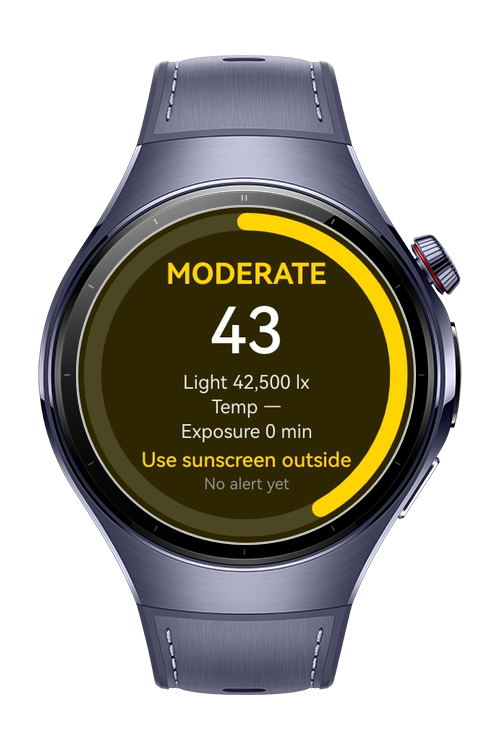 MODERATE
43
Light 42,500 lx
Temp —
Exposure 0 min
Use sunscreen outside
No alert yet